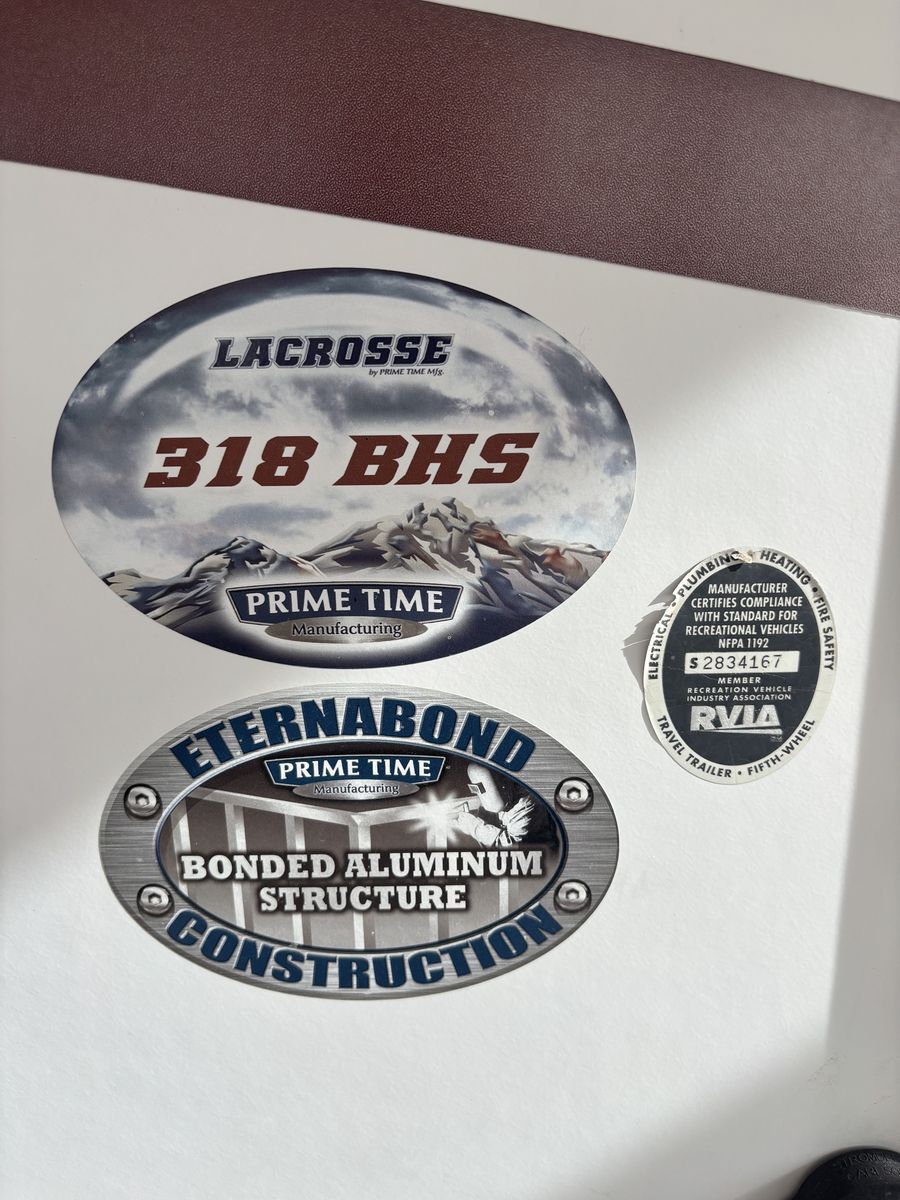 LACROSSE
by PRIME TIME Mfg.
318 BHS
PRIME TIME
Manufacturing
ELECTRICAL • PLUMBING • HEATING • FIRE SAFETY
MANUFACTURER
CERTIFIES COMPLIANCE
WITH STANDARD FOR
RECREATIONAL VEHICLES
NFPA 1192
S 2834167
MEMBER
RECREATION VEHICLE
INDUSTRY ASSOCIATION
RVIA
TRAVEL TRAILER • FIFTH-WHEEL
ETERNABOND
PRIME TIME
Manufacturing
BONDED ALUMINUM
STRUCTURE
CONSTRUCTION